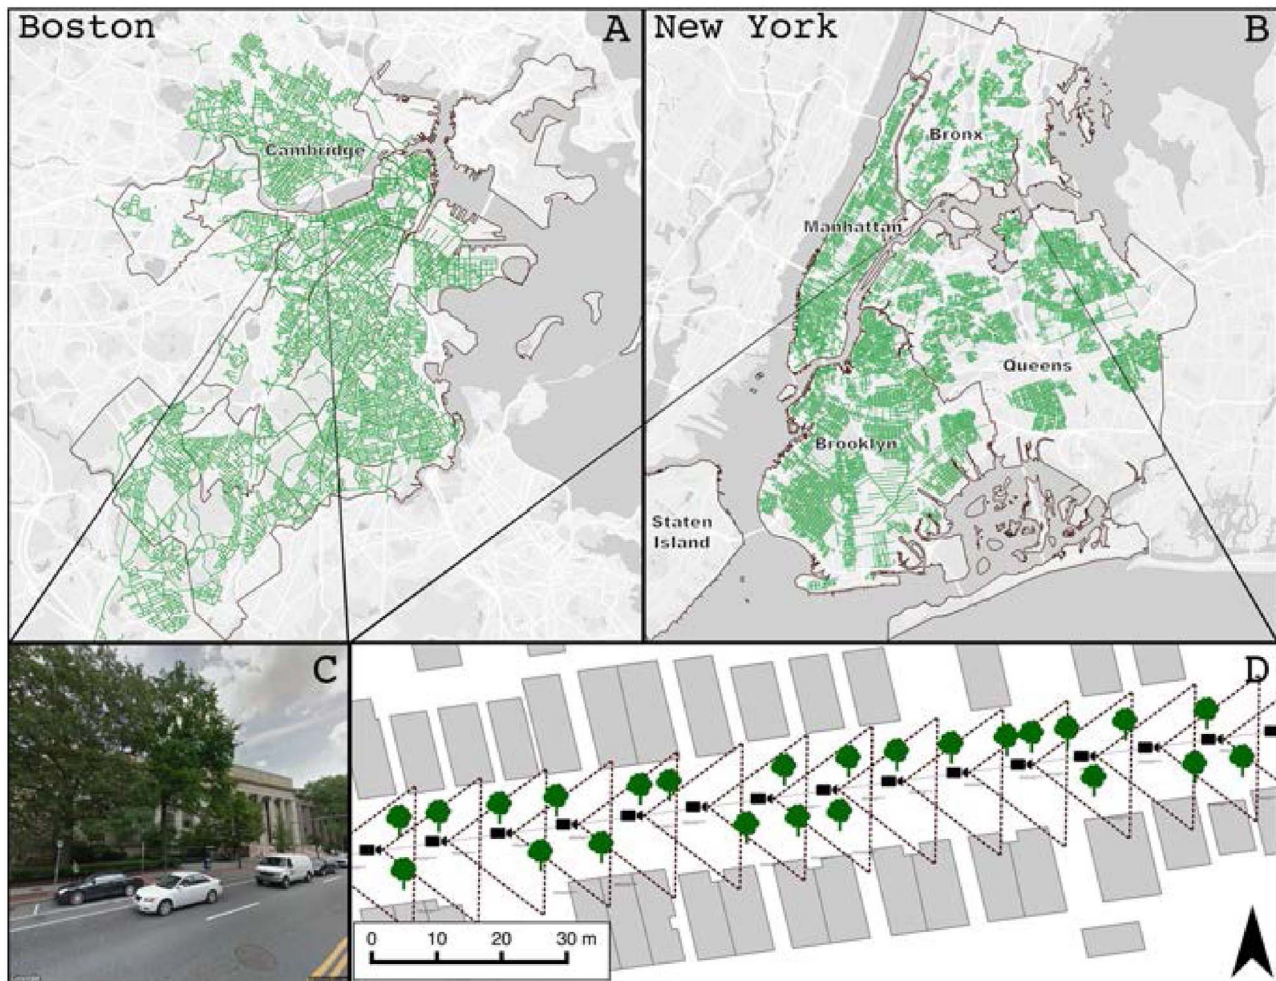 Boston
A
New York
B
Cambridge
Bronx
Manhattan
Queens
Brooklyn
Staten
Island
C
D
0 10 20 30 m